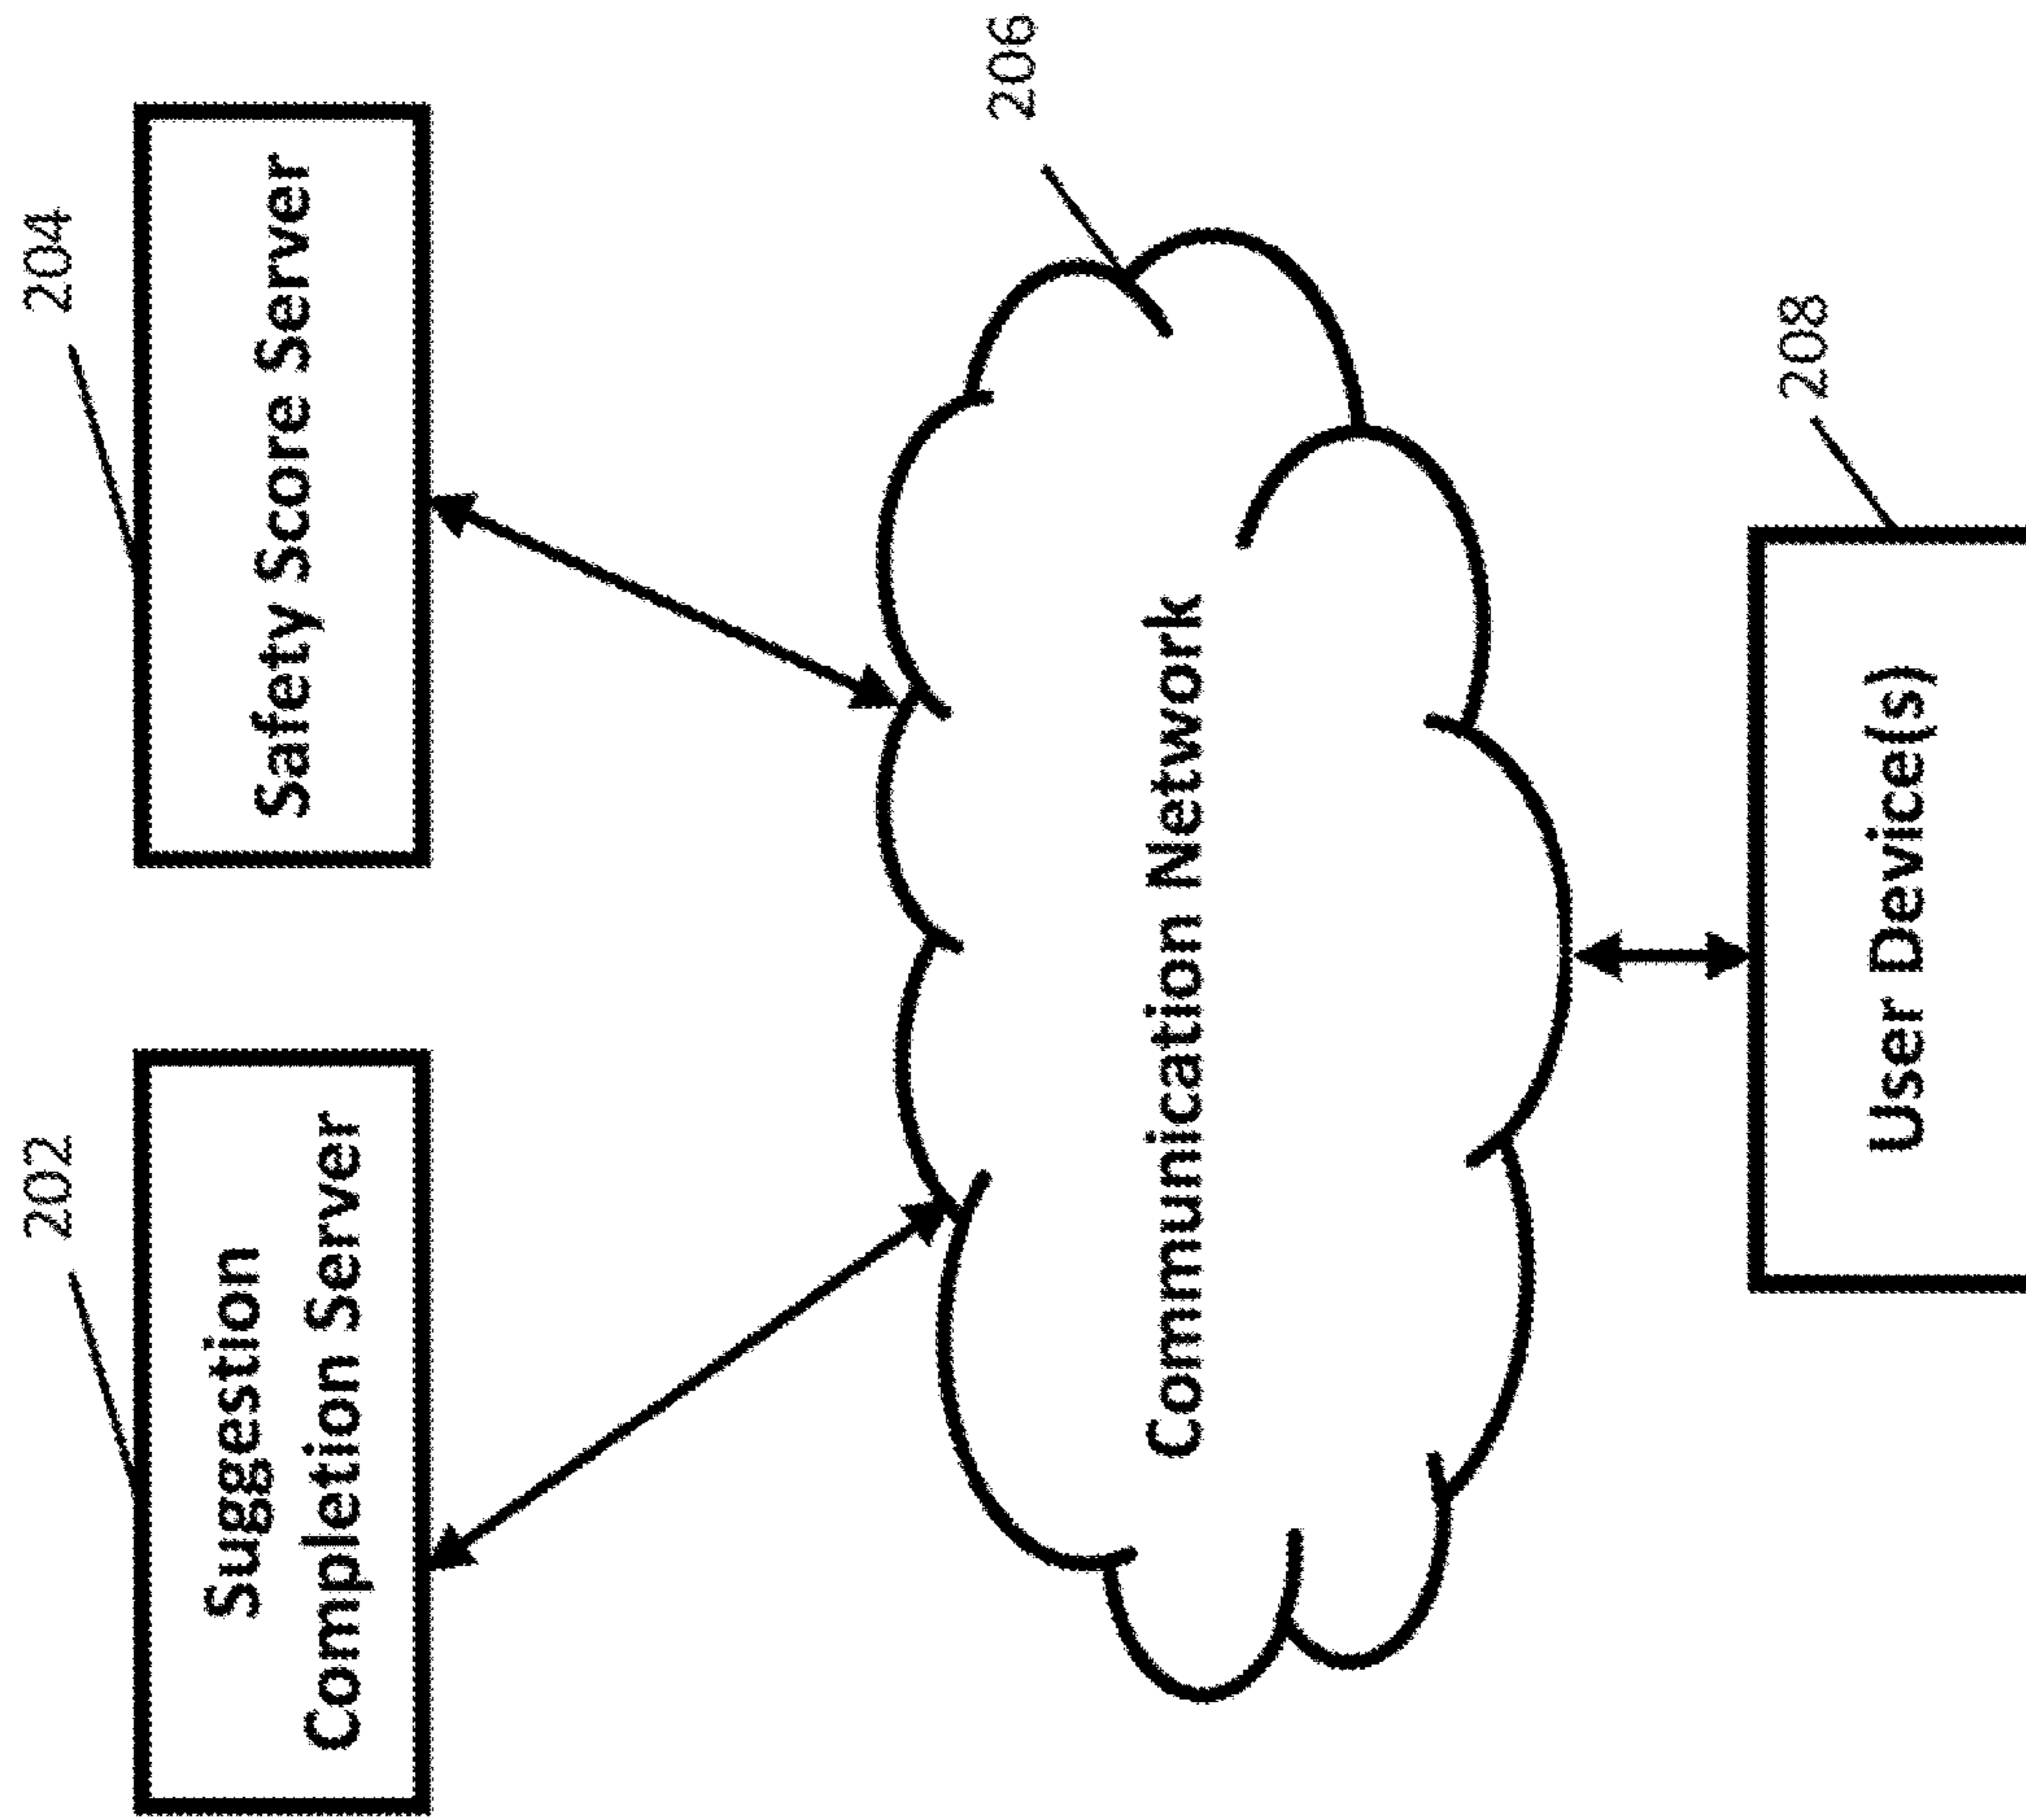 202
204
Suggestion
Completion Server
Safety Score Server
206
Communication Network
208
User Device(s)